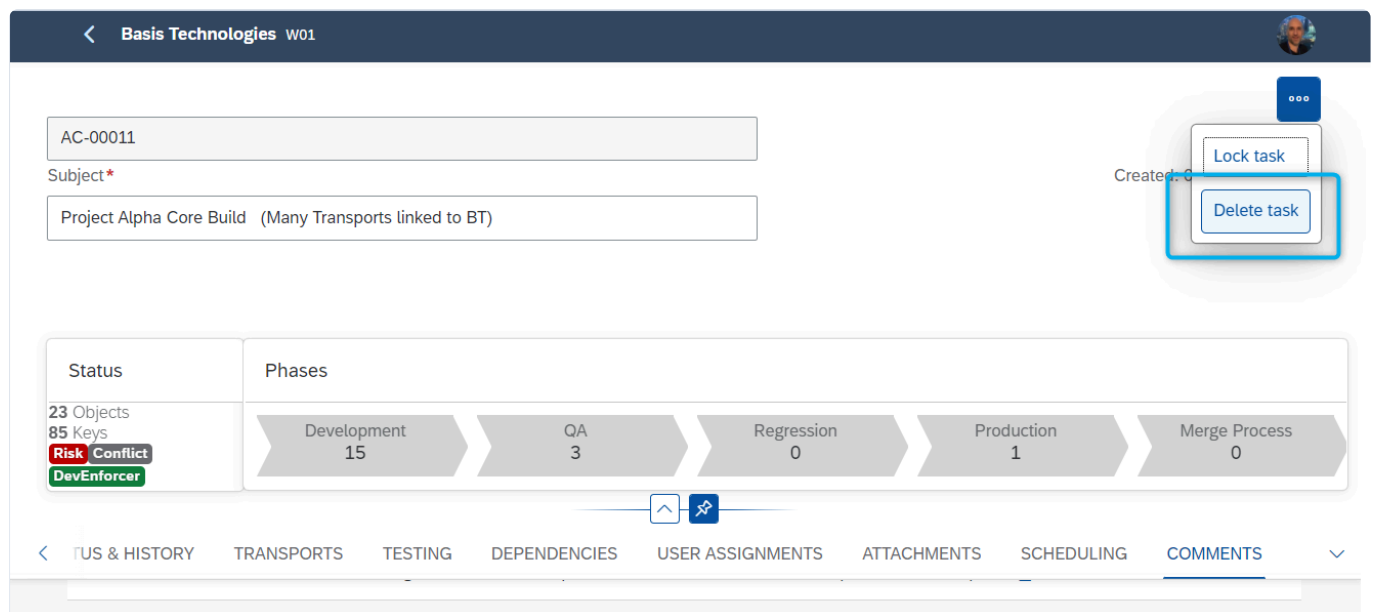 Basis Technologies W01
AC-00011
Lock task
Subject*
Created:
Delete task
Project Alpha Core Build (Many Transports linked to BT)
Status
Phases
23 Objects
85 Keys
Risk Conflict
DevEnforcer
Development
15
QA
3
Regression
0
Production
1
Merge Process
0
TUS & HISTORY TRANSPORTS TESTING DEPENDENCIES USER ASSIGNMENTS ATTACHMENTS SCHEDULING COMMENTS